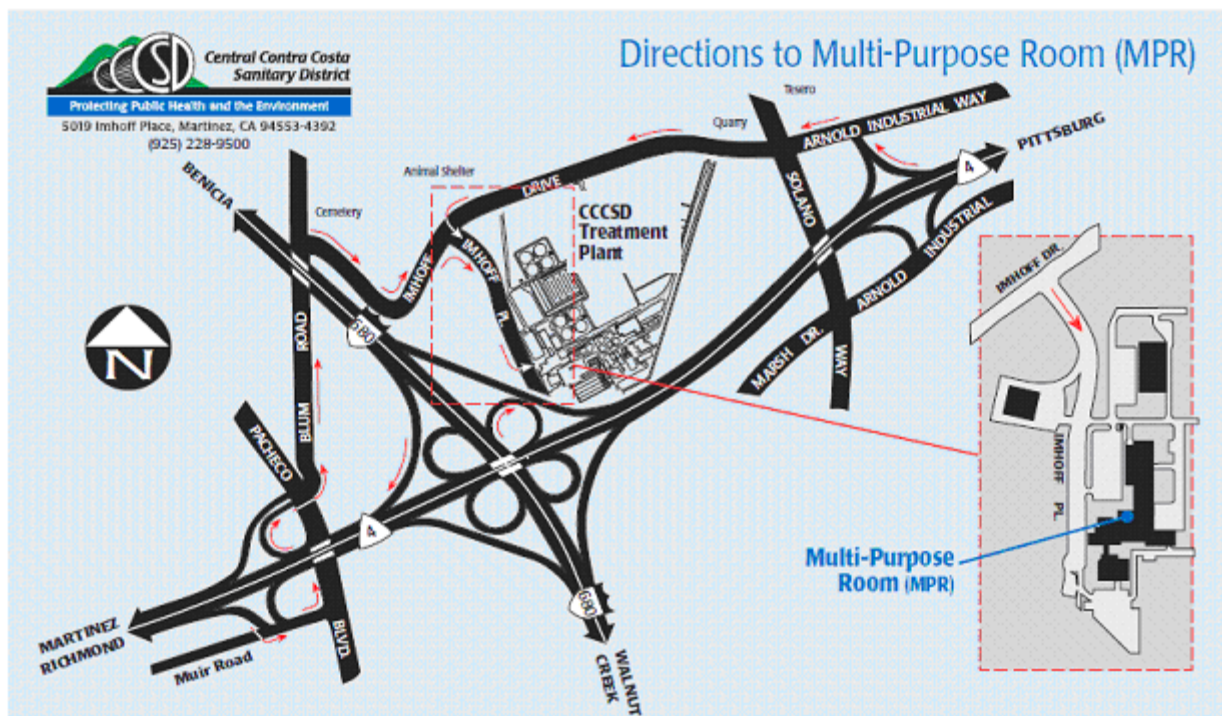 CCCSD
Central Contra Costa
Sanitary District
Protecting Public Health and the Environment
5019 Imhoff Place, Martinez, CA 94553-4392
(925) 228-9500
Directions to Multi-Purpose Room (MPR)
Tesero
Quarry
ARNOLD INDUSTRIAL WAY
PITTSBURG
4
BENICIA
Animal Shelter
Cemetery
DRIVE
SOLANO
WAY
CCCSD
Treatment
Plant
IMHOFF
IMHOFF
PL.
ARNOLD INDUSTRIAL
MARSH DR.
680
N
BLUM ROAD
PACHECO
BLVD.
4
MARTINEZ
RICHMOND
Muir Road
680
WALNUT
CREEK
IMHOFF DR.
IMHOFF PL.
Multi-Purpose
Room (MPR)